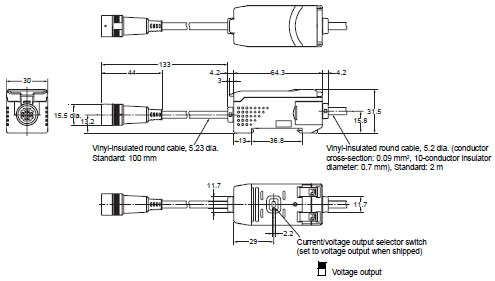 133
44
4.2
64.3
4.2
3
30
15.5 dia.
13.2
31.5
15.8
13
36.8
Vinyl-insulated round cable, 5.23 dia.
Standard: 100 mm
Vinyl-insulated round cable, 5.2 dia. (conductor
cross-section: 0.09 mm², 10-conductor insulator
diameter: 0.7 mm), Standard: 2 m
11.7
11.7
2.2
29
Current/voltage output selector switch
(set to voltage output when shipped)
Voltage output